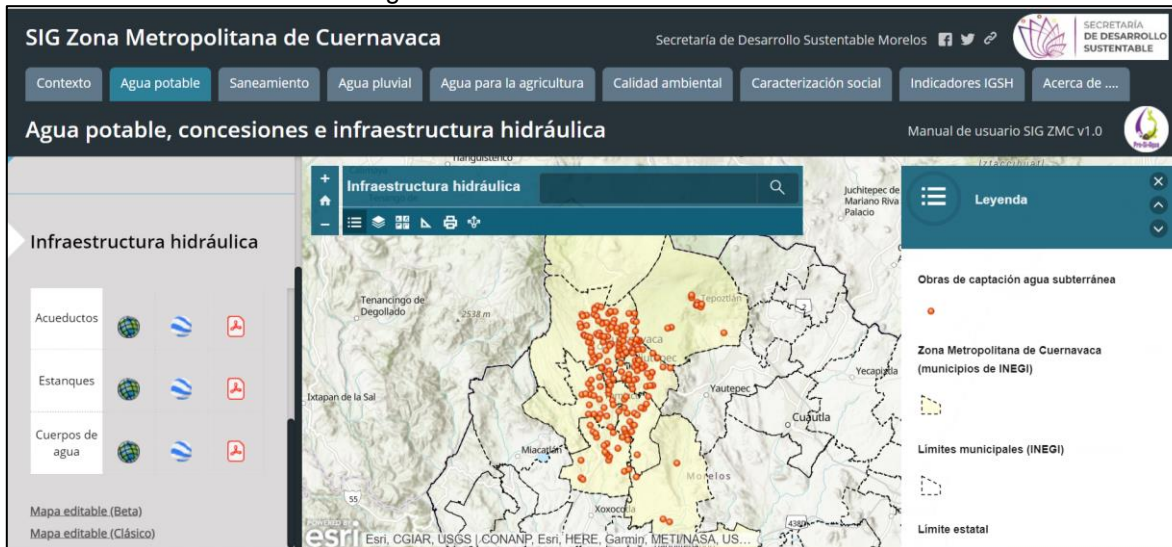 SIG Zona Metropolitana de Cuernavaca
Secretaría de Desarrollo Sustentable Morelos
SECRETARÍA
DE DESARROLLO
SUSTENTABLE
Contexto
Agua potable
Saneamiento
Agua pluvial
Agua para la agricultura
Calidad ambiental
Caracterización social
Indicadores IGSH
Acerca de ....
Agua potable, concesiones e infraestructura hidráulica
Manual de usuario SIG ZMC v1.0
Infraestructura hidráulica
Acueductos
Estanques
Cuerpos de
agua
Mapa editable (Beta)
Mapa editable (Clásico)
Infraestructura hidráulica
Juchitepec de
Mariano Riva
Palacio
Tenancingo de
Degollado
2538 m
Tepoztlán
2
Ixtapan de la Sal
Yautepec
Yecapixtla
Cuautla
Miacatlán
Morelos
55
esri
Esri, CGIAR, USGS | CONANP, Esri, HERE, Garmin, METI/NASA, US...
Leyenda
Obras de captación agua subterránea
Zona Metropolitana de Cuernavaca
(municipios de INEGI)
Límites municipales (INEGI)
Limite estatal